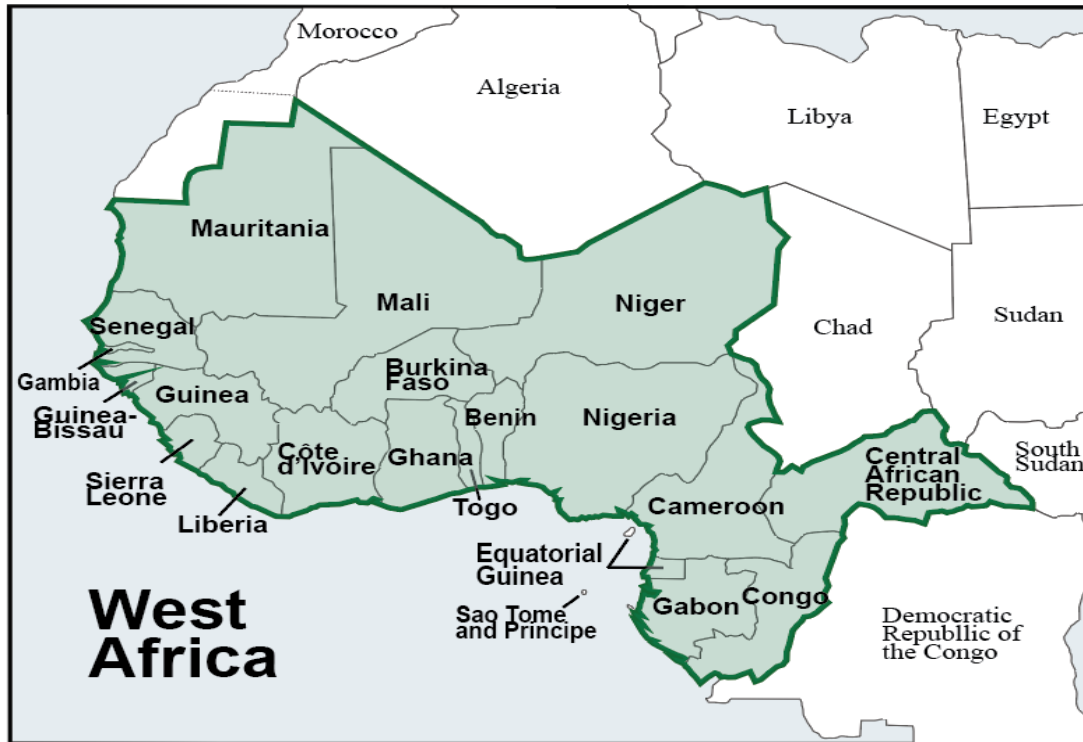 Morocco
Algeria
Libya
Egypt
Mauritania
Mali
Niger
Chad
Sudan
Senegal
Gambia
Guinea-
Bissau
Guinea
Burkina
Faso
Benin
Nigeria
Côte
d'Ivoire
Ghana
Togo
Sierra
Leone
Liberia
Cameroon
Central
African
Republic
South
Sudan
Equatorial
Guinea
Sao Tome
and Principe
Gabon
Congo
Democratic
Republlic of
the Congo
West
Africa